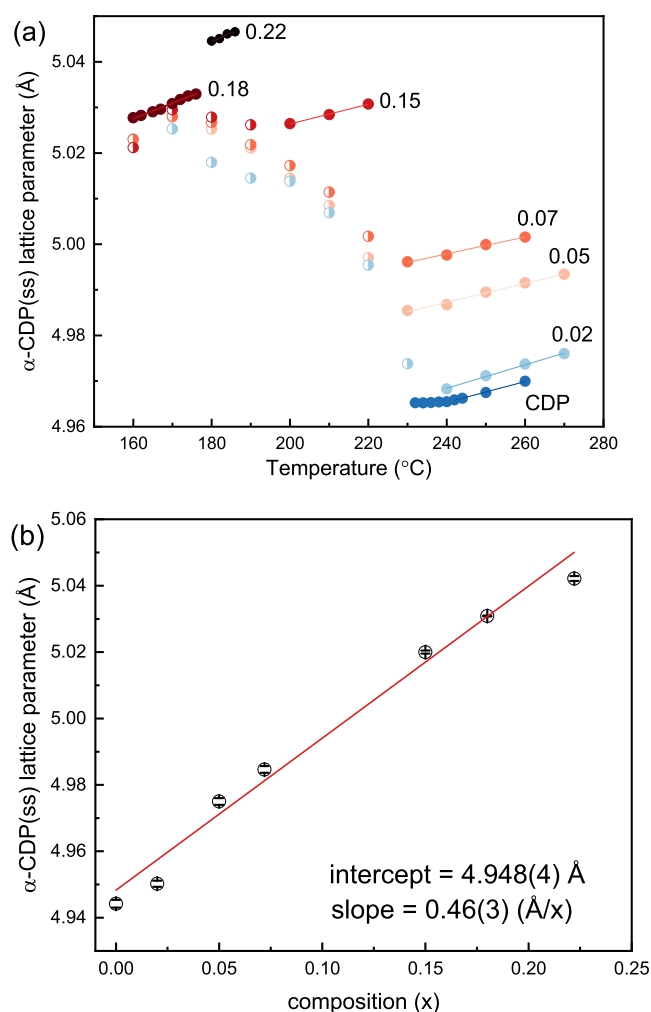 (a)
0.22
5.04
0.18
0.15
5.02
α-CDP(ss) lattice parameter (Å)
5.00
0.07
0.05
4.98
0.02
CDP
4.96
160 180 200 220 240 260 280
Temperature (°C)
(b)
5.06
5.04
5.02
α-CDP(ss) lattice parameter (Å)
5.00
4.98
4.96
intercept = 4.948(4) Å
slope = 0.46(3) (Å/x)
4.94
0.00 0.05 0.10 0.15 0.20 0.25
composition (x)